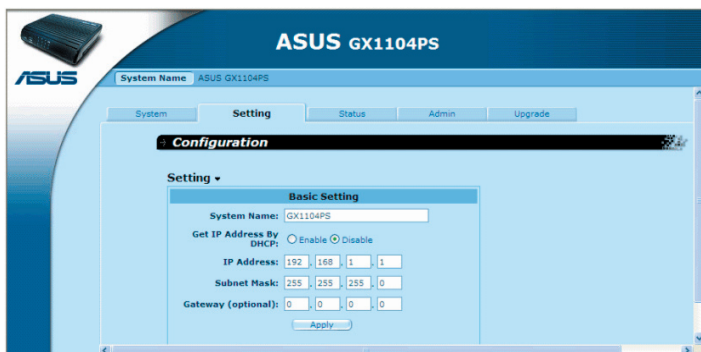 ASUS GX1104PS
ASUS
System Name ASUS GX1104PS
System Setting Status Admin Upgrade
Configuration
Setting
Basic Setting
System Name: GX1104PS
Get IP Address By
DHCP: Enable Disable
IP Address: 192 . 168 . 1 . 1
Subnet Mask: 255 . 255 . 255 . 0
Gateway (optional): 0 . 0 . 0 . 0
Apply